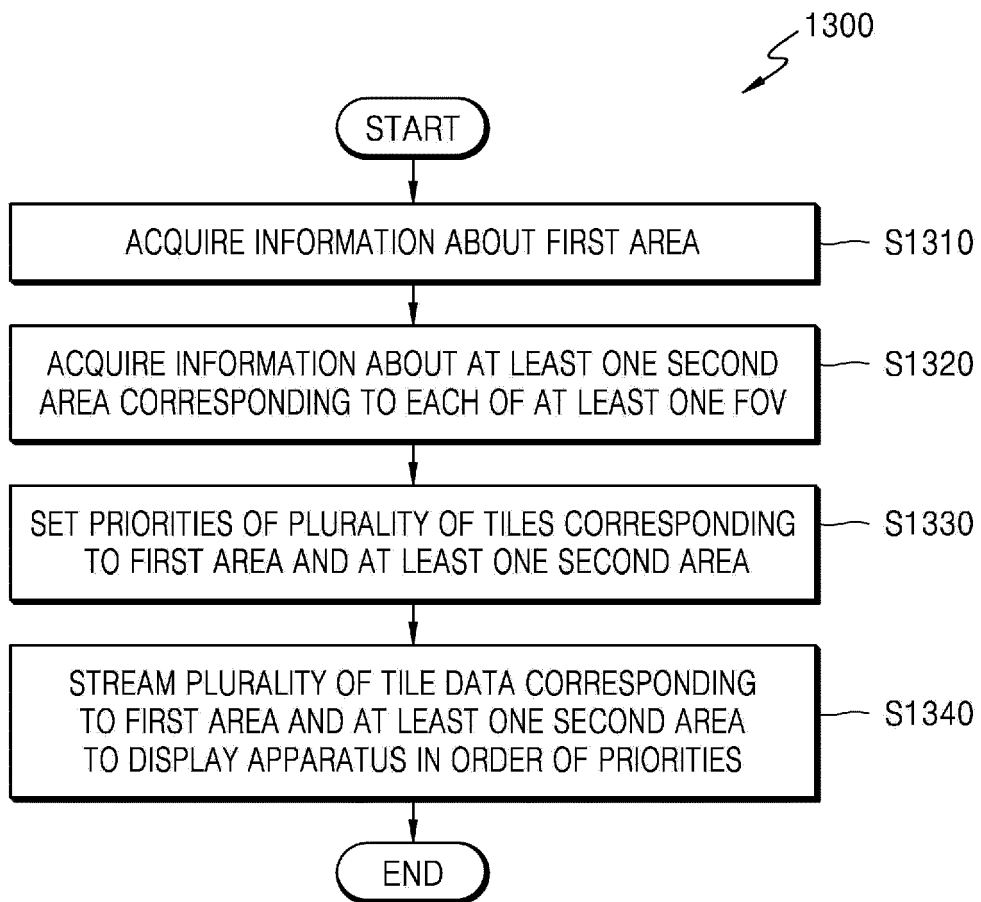 1300
START
ACQUIRE INFORMATION ABOUT FIRST AREA
S1310
ACQUIRE INFORMATION ABOUT AT LEAST ONE SECOND
AREA CORRESPONDING TO EACH OF AT LEAST ONE FOV
S1320
SET PRIORITIES OF PLURALITY OF TILES CORRESPONDING
TO FIRST AREA AND AT LEAST ONE SECOND AREA
S1330
STREAM PLURALITY OF TILE DATA CORRESPONDING
TO FIRST AREA AND AT LEAST ONE SECOND AREA
TO DISPLAY APPARATUS IN ORDER OF PRIORITIES
S1340
END